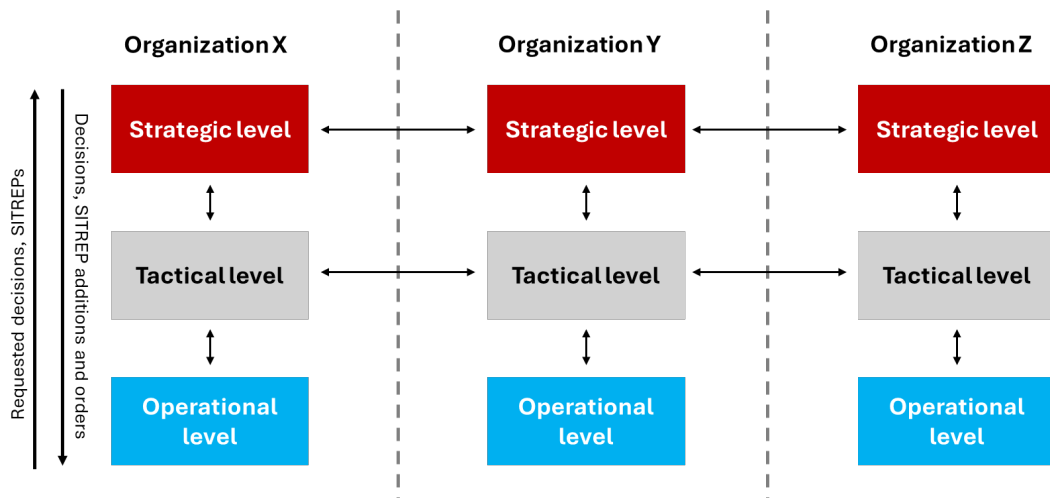 Organization X
Organization Y
Organization Z
Requested decisions, SITREPs
Decisions, SITREP additions and orders
Strategic level
Strategic level
Strategic level
Tactical level
Tactical level
Tactical level
Operational
level
Operational
level
Operational
level